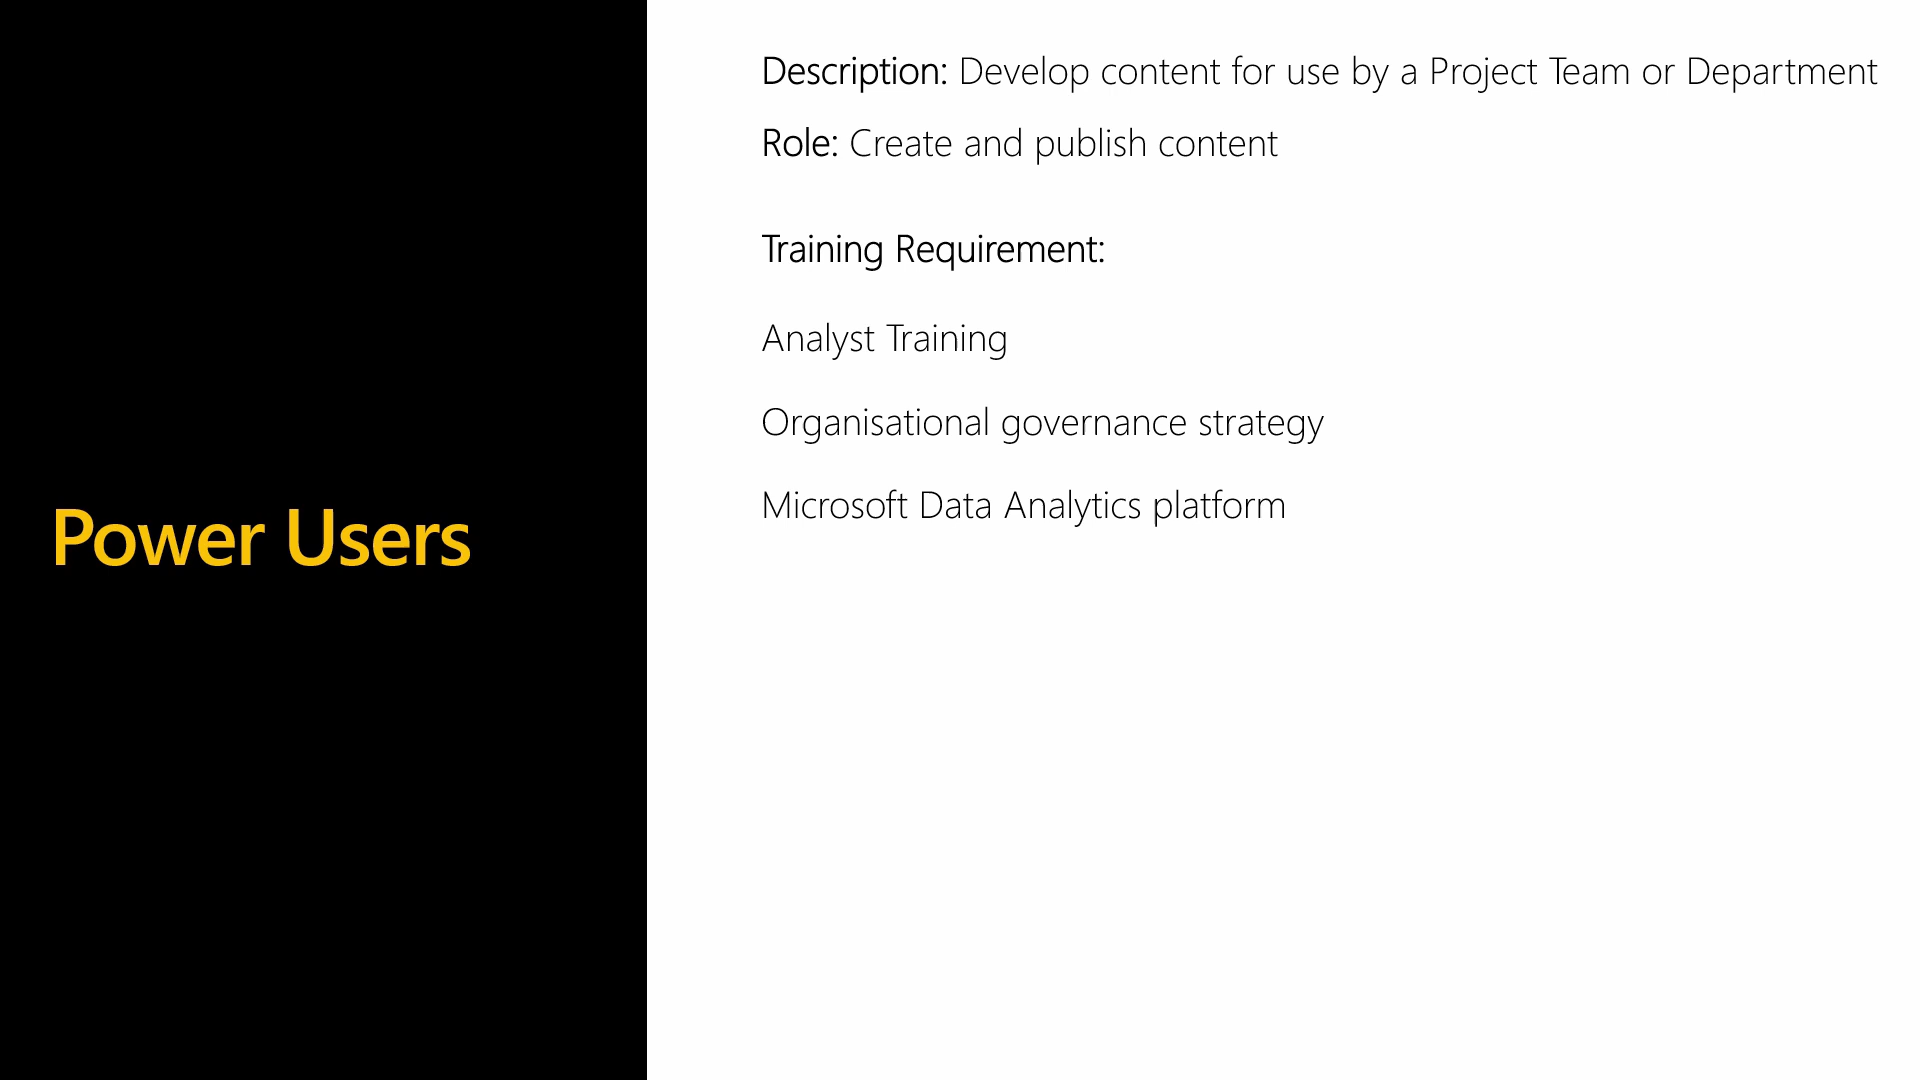 Power Users
Description: Develop content for use by a Project Team or Department
Role: Create and publish content
Training Requirement:
Analyst Training
Organisational governance strategy
Microsoft Data Analytics platform